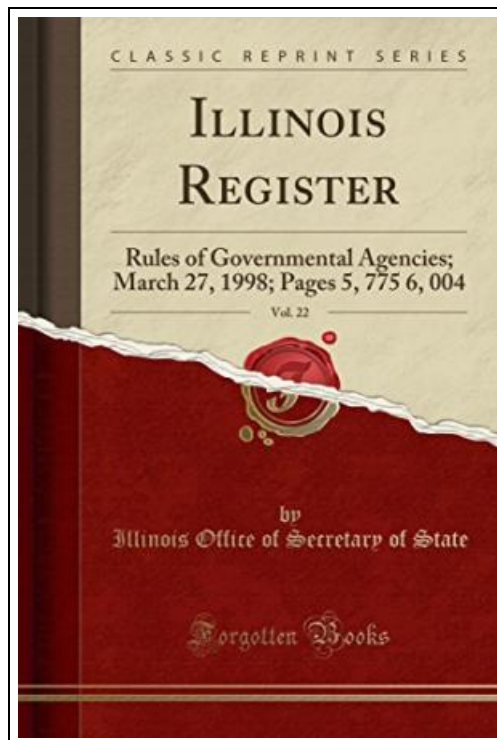 CLASSIC REPRINT SERIES
ILLINOIS
REGISTER
Rules of Governmental Agencies;
March 27, 1998; Pages 5, 775 6, 004
Vol. 22
by
Illinois Office of Secretary of State
Forgotten Books